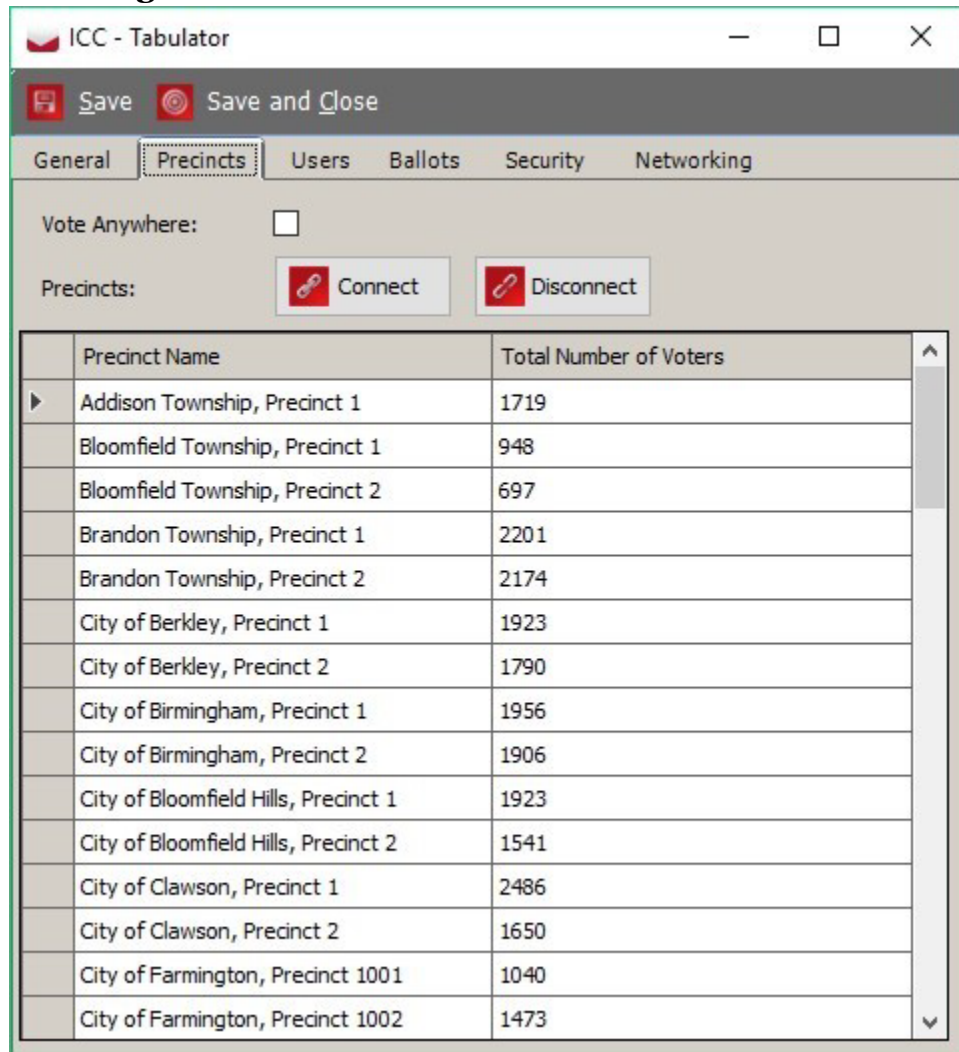 ICC - Tabulator
Save Save and Close
General Precincts Users Ballots Security Networking
Vote Anywhere:
Precincts: Connect Disconnect
Precinct Name Total Number of Voters
Addison Township, Precinct 1 1719
Bloomfield Township, Precinct 1 948
Bloomfield Township, Precinct 2 697
Brandon Township, Precinct 1 2201
Brandon Township, Precinct 2 2174
City of Berkley, Precinct 1 1923
City of Berkley, Precinct 2 1790
City of Birmingham, Precinct 1 1956
City of Birmingham, Precinct 2 1906
City of Bloomfield Hills, Precinct 1 1923
City of Bloomfield Hills, Precinct 2 1541
City of Clawson, Precinct 1 2486
City of Clawson, Precinct 2 1650
City of Farmington, Precinct 1001 1040
City of Farmington, Precinct 1002 1473